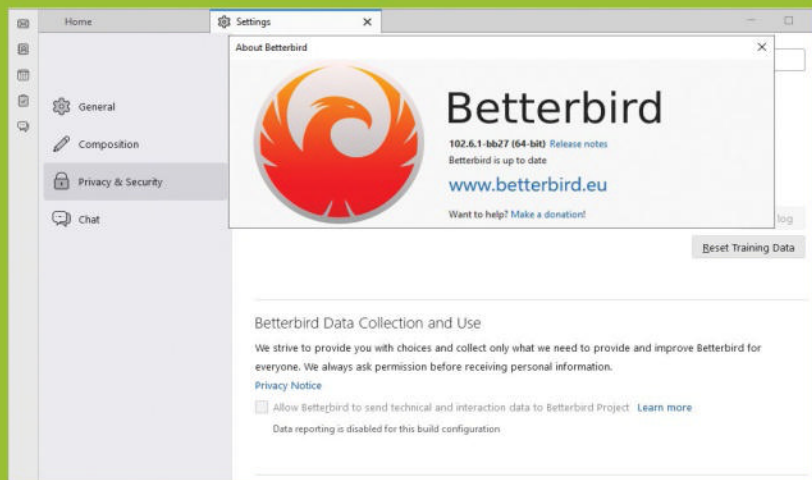 Home
Settings
About Betterbird
General
Composition
Privacy & Security
Chat
Betterbird
102.6.1-bb27 (64-bit) Release notes
Betterbird is up to date
www.betterbird.eu
Want to help? Make a donation!
log
Reset Training Data
Betterbird Data Collection and Use
We strive to provide you with choices and collect only what we need to provide and improve Betterbird for
everyone. We always ask permission before receiving personal information.
Privacy Notice
Allow Betterbird to send technical and interaction data to Betterbird Project Learn more
Data reporting is disabled for this build configuration